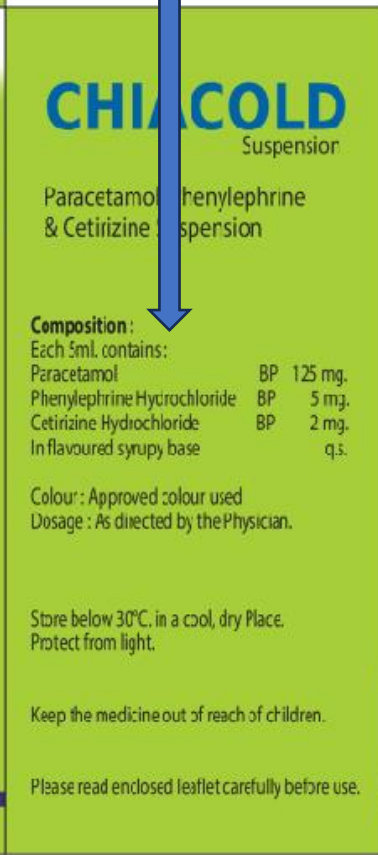 CHIACOLD
Suspension
Paracetamol Phenylephrine
& Cetirizine Suspension
Composition :
Each 5ml. contains :
Paracetamol BP 125 mg.
Phenylephrine Hydrochloride BP 5 mg.
Cetirizine Hydrochloride BP 2 mg.
In flavoured syrupy base q.s.
Colour : Approved colour used
Dosage : As directed by the Physician.
Store below 30°C. in a cool, dry Place.
Protect from light.
Keep the medicine out of reach of children.
Please read enclosed leaflet carefully before use.